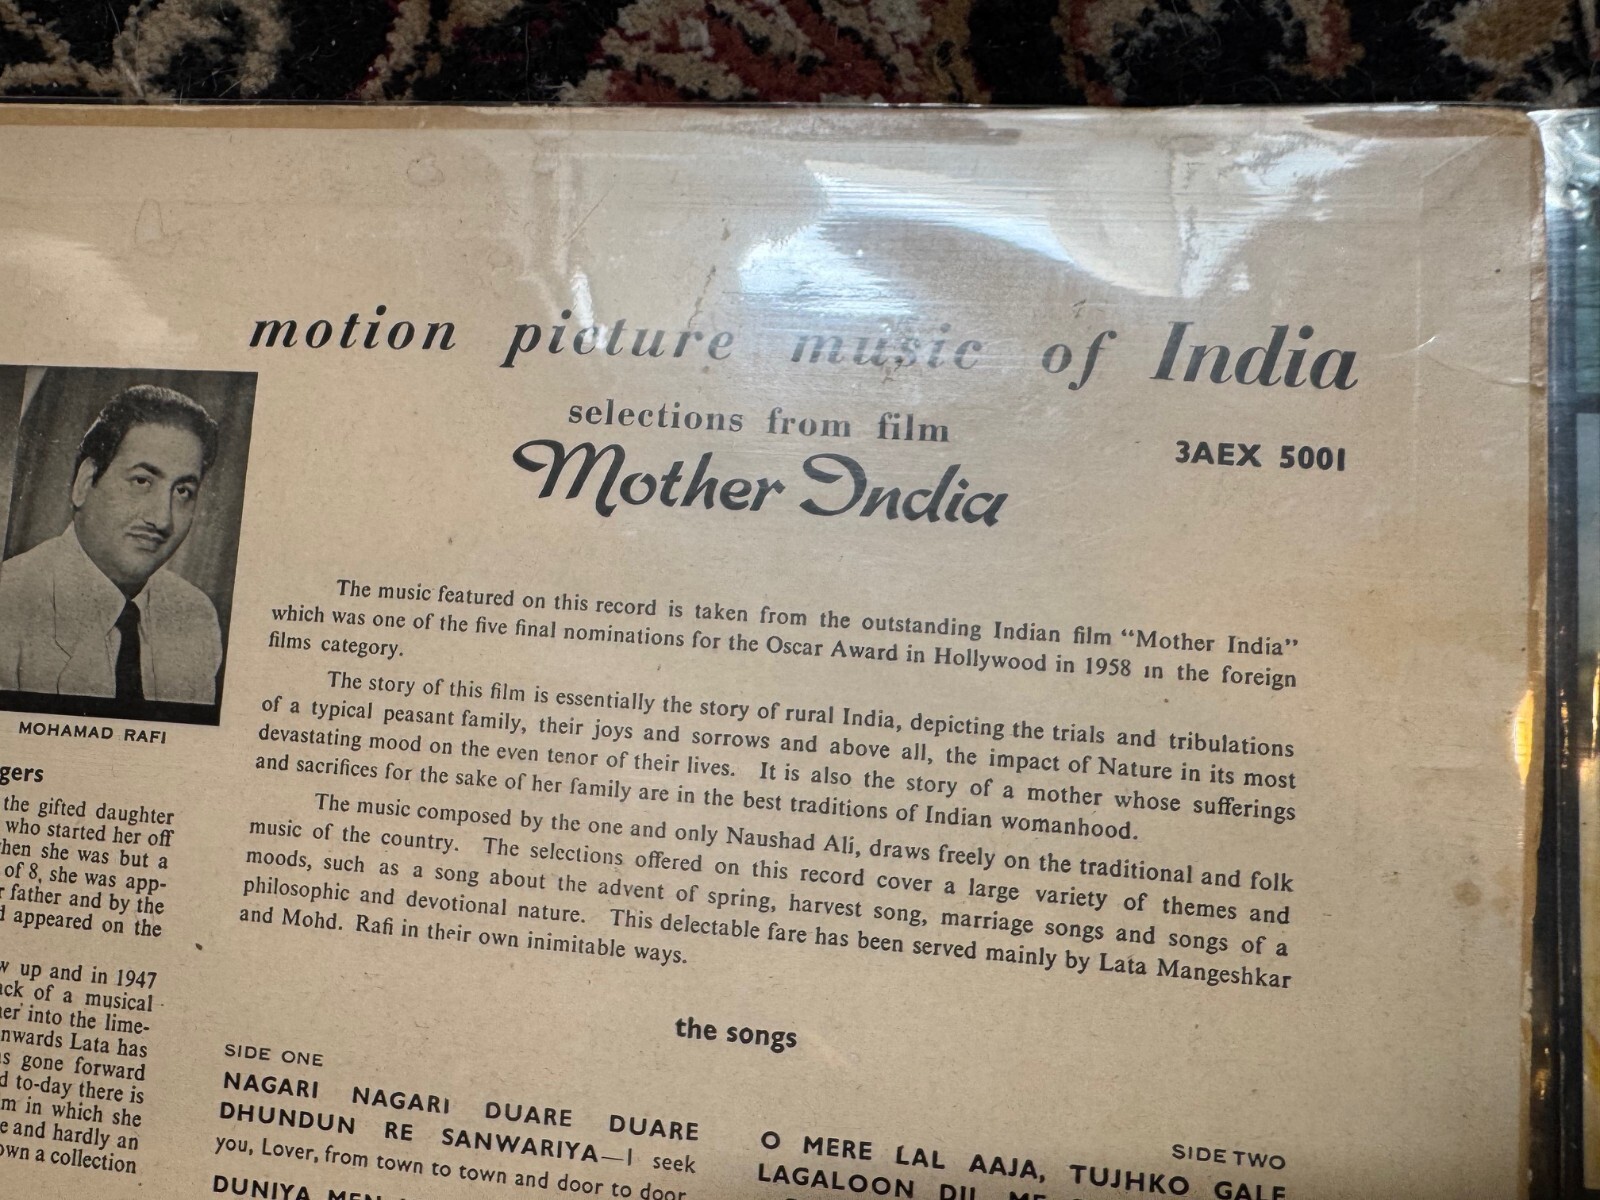 motion picture music of India
selections from film
Mother India
3AEX 5001
MOHAMAD RAFI
gers
the gifted daughter
who started her off
hen she was but a
of 8, she was app-
father and by the
appeared on the
up and in 1947
ack of a musical
her into the lime-
nwards Lata has
gone forward
to-day there is
in which she
and hardly an
own a collection
The music featured on this record is taken from the outstanding Indian film “Mother India”
which was one of the five final nominations for the Oscar Award in Hollywood in 1958 in the foreign
films category.
The story of this film is essentially the story of rural India, depicting the trials and tribulations
of a typical peasant family, their joys and sorrows and above all, the impact of Nature in its most
devastating mood on the even tenor of their lives. It is also the story of a mother whose sufferings
and sacrifices for the sake of her family are in the best traditions of Indian womanhood.
The music composed by the one and only Naushad Ali, draws freely on the traditional and folk
music of the country. The selections offered on this record cover a large variety of themes and
moods, such as a song about the advent of spring, harvest song, marriage songs and songs of a
philosophic and devotional nature. This delectable fare has been served mainly by Lata Mangeshkar
and Mohd. Rafi in their own inimitable ways.
the songs
SIDE ONE
NAGARI NAGARI DUARE DUARE
DHUNDUN RE SANWARIYA—I seek
you, Lover, from town to town and door to door
DUNIYA MEN
SIDE TWO
O MERE LAL AAJA, TUJHKO GALE
LAGALOON DIL ME